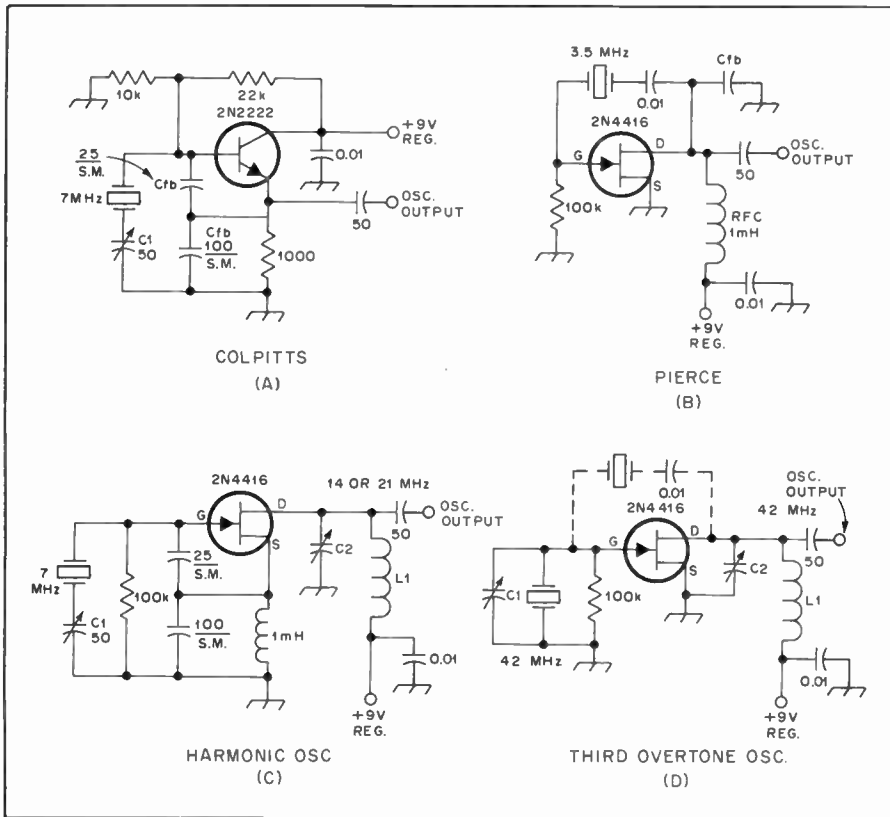 10k
22k
2N2222
+9V
REG.
0.01
25
S.M.
Cfb
7MHz
C1
50
Cfb
100
S.M.
50
OSC.
OUTPUT
1000
COLPITTS
(A)
3.5 MHz
0.01
Cfb
2N4416
G
D
S
50
OSC.
OUTPUT
100k
RFC
1mH
0.01
+9V
REG.
PIERCE
(B)
2N4416
14 OR 21 MHz
G
D
S
50
OSC.
OUTPUT
7
MHz
C1
50
100k
25
S.M.
100
S.M.
1mH
C2
L1
0.01
+9V
REG.
HARMONIC OSC
(C)
0.01
2N4416
OSC.
OUTPUT
42 MHz
G
D
S
50
C1
42 MHz
100k
C2
L1
0.01
+9V
REG.
THIRD OVERTONE OSC.
(D)